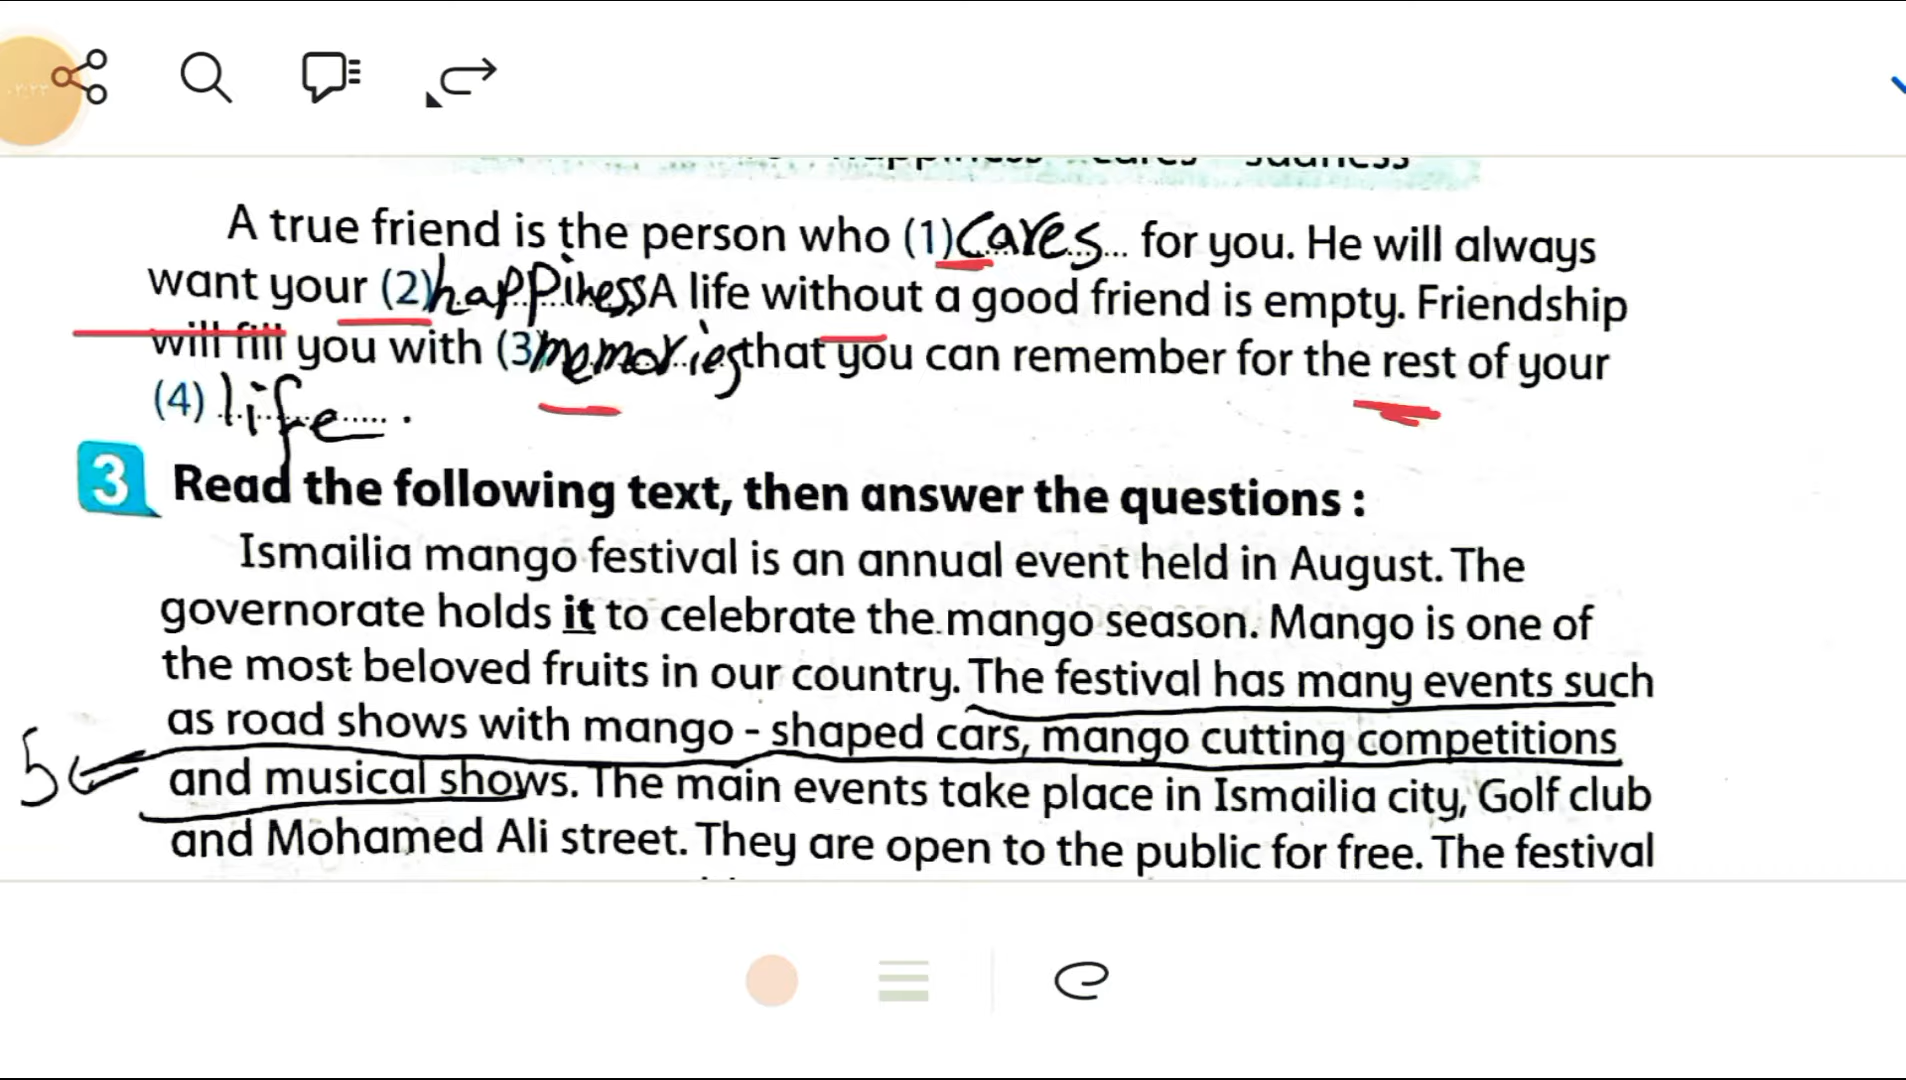 happiness cares sadness
A true friend is the person who (1) cares ... for you. He will always
want your (2) happiness A life without a good friend is empty. Friendship
will fill you with (3) memories that you can remember for the rest of your
(4) life ..... .
3 Read the following text, then answer the questions :
Ismailia mango festival is an annual event held in August. The
governorate holds it to celebrate the mango season. Mango is one of
the most beloved fruits in our country. The festival has many events such
as road shows with mango - shaped cars, mango cutting competitions
5 and musical shows. The main events take place in Ismailia city, Golf club
and Mohamed Ali street. They are open to the public for free. The festival